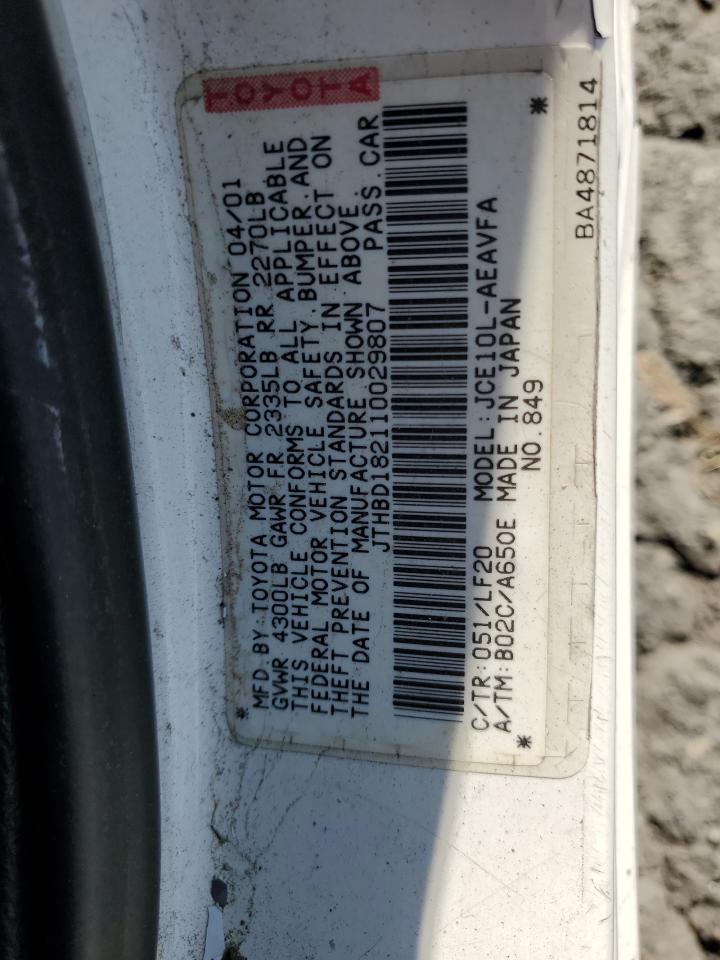 TOYOTA
MFD. BY TOYOTA MOTOR CORPORATION 04/01
GVWR 4300LB GAWR FR 2335LB RR 2270LB
THIS VEHICLE CONFORMS TO ALL APPLICABLE
FEDERAL MOTOR VEHICLE SAFETY, BUMPER, AND
THEFT PREVENTION STANDARDS IN EFFECT ON
THE DATE OF MANUFACTURE SHOWN ABOVE
JTHBD182110029807 PASS. CAR
C/TR: 051/LF20 MODEL: JCE10L-AEAVFA
A/TM: B02C/A650E MADE IN JAPAN
NO. 849
BA4871814